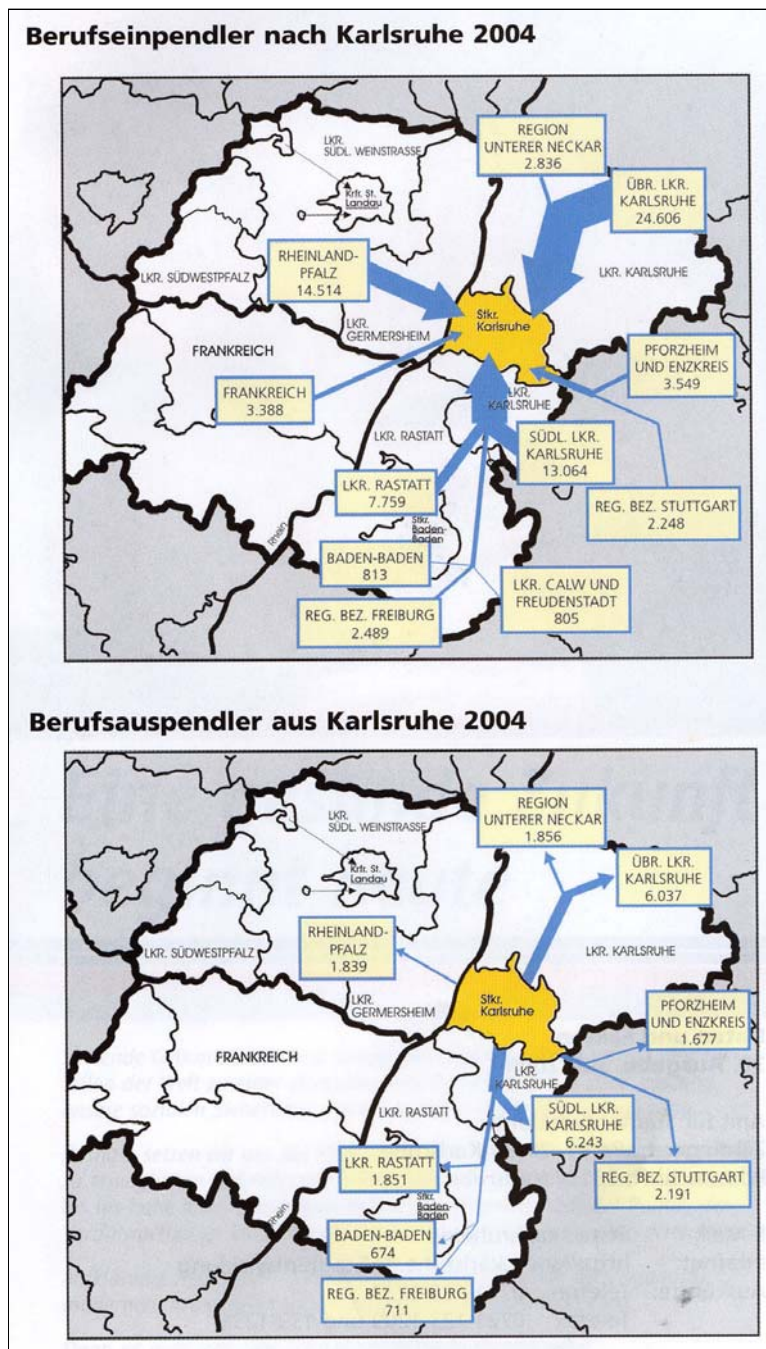 Berufseinpendler nach Karlsruhe 2004
REGION
UNTERER NECKAR
2.836
LKR.
SÜDL. WEINSTRASSE
ÜBR. LKR.
KARLSRUHE
24.606
Krfr. St.
Landau
RHEINLAND-
PFALZ
14.514
LKR. SÜDWESTPFALZ
LKR. KARLSRUHE
Stkr.
Karlsruhe
LKR.
GERMERSHEIM
FRANKREICH
PFORZHEIM
UND ENZKREIS
3.549
FRANKREICH
3.388
LKR.
KARLSRUHE
LKR. RASTATT
SÜDL. LKR.
KARLSRUHE
13.064
LKR. RASTATT
7.759
REG. BEZ. STUTTGART
2.248
Stkr.
Baden-
Baden
Rhein
BADEN-BADEN
813
LKR. CALW UND
FREUDENSTADT
805
REG. BEZ. FREIBURG
2.489
Berufsauspendler aus Karlsruhe 2004
REGION
UNTERER NECKAR
1.856
LKR.
SÜDL. WEINSTRASSE
ÜBR. LKR.
KARLSRUHE
6.037
Krfr. St.
Landau
RHEINLAND-
PFALZ
1.839
LKR. SÜDWESTPFALZ
LKR. KARLSRUHE
Stkr.
Karlsruhe
LKR.
GERMERSHEIM
PFORZHEIM
UND ENZKREIS
1.677
FRANKREICH
LKR.
KARLSRUHE
LKR. RASTATT
SÜDL. LKR.
KARLSRUHE
6.243
LKR. RASTATT
1.851
REG. BEZ. STUTTGART
2.191
Stkr.
Baden-
Baden
Rhein
BADEN-BADEN
674
REG. BEZ. FREIBURG
711